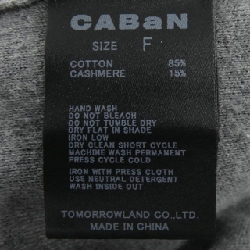 CABaN
SIZE F
COTTON 85%
CASHMERE 15%
HAND WASH
DO NOT BLEACH
DO NOT TUMBLE DRY
DRY FLAT IN SHADE
IRON LOW
DRY CLEAN SHORT CYCLE
MACHINE WASH PERMANENT
PRESS CYCLE COLD
IRON WITH PRESS CLOTH
USE NEUTRAL DETERGENT
WASH INSIDE OUT
TOMORROWLAND CO.,LTD.
MADE IN CHINA